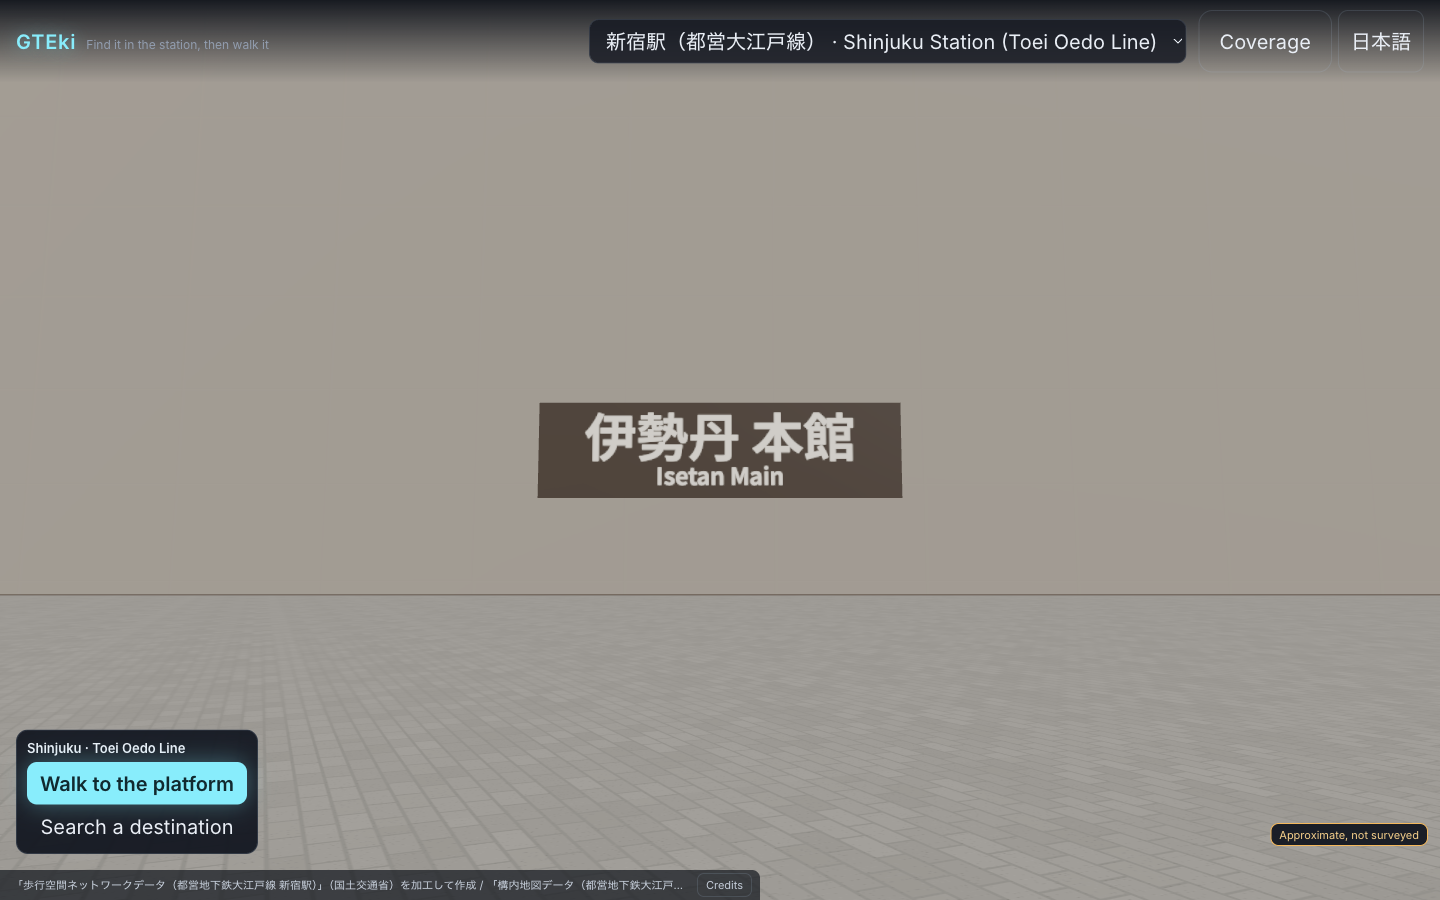 GTEki Find it in the station, then walk it
新宿駅（都営大江戸線） · Shinjuku Station (Toei Oedo Line)
Coverage
日本語
伊勢丹 本館
Isetan Main
Shinjuku · Toei Oedo Line
Walk to the platform
Search a destination
Approximate, not surveyed
「歩行空間ネットワークデータ（都営地下鉄大江戸線 新宿駅）」（国土交通省）を加工して作成 / 「構内地図データ（都営地下鉄大江戸...
Credits